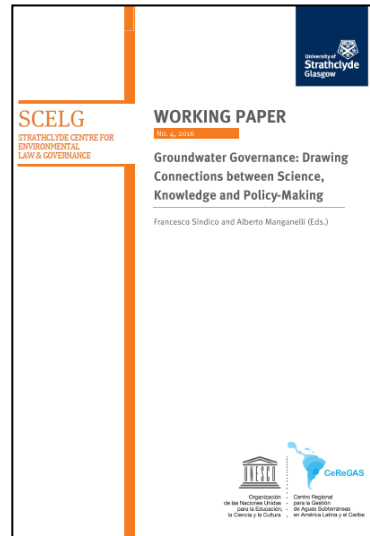 University of
Strathclyde
Glasgow
SCELG
STRATHCLYDE CENTRE FOR
ENVIRONMENTAL
LAW & GOVERNANCE
WORKING PAPER
No. 4, 2016
Groundwater Governance: Drawing
Connections between Science,
Knowledge and Policy-Making
Francesco Sindico and Alberto Manganelli (Eds.)
UNESCO
CeReGAS
Organización
de las Naciones Unidas
para la Educación,
la Ciencia y la Cultura
Centro Regional
para la Gestión
de Aguas Subterráneas
en América Latina y el Caribe